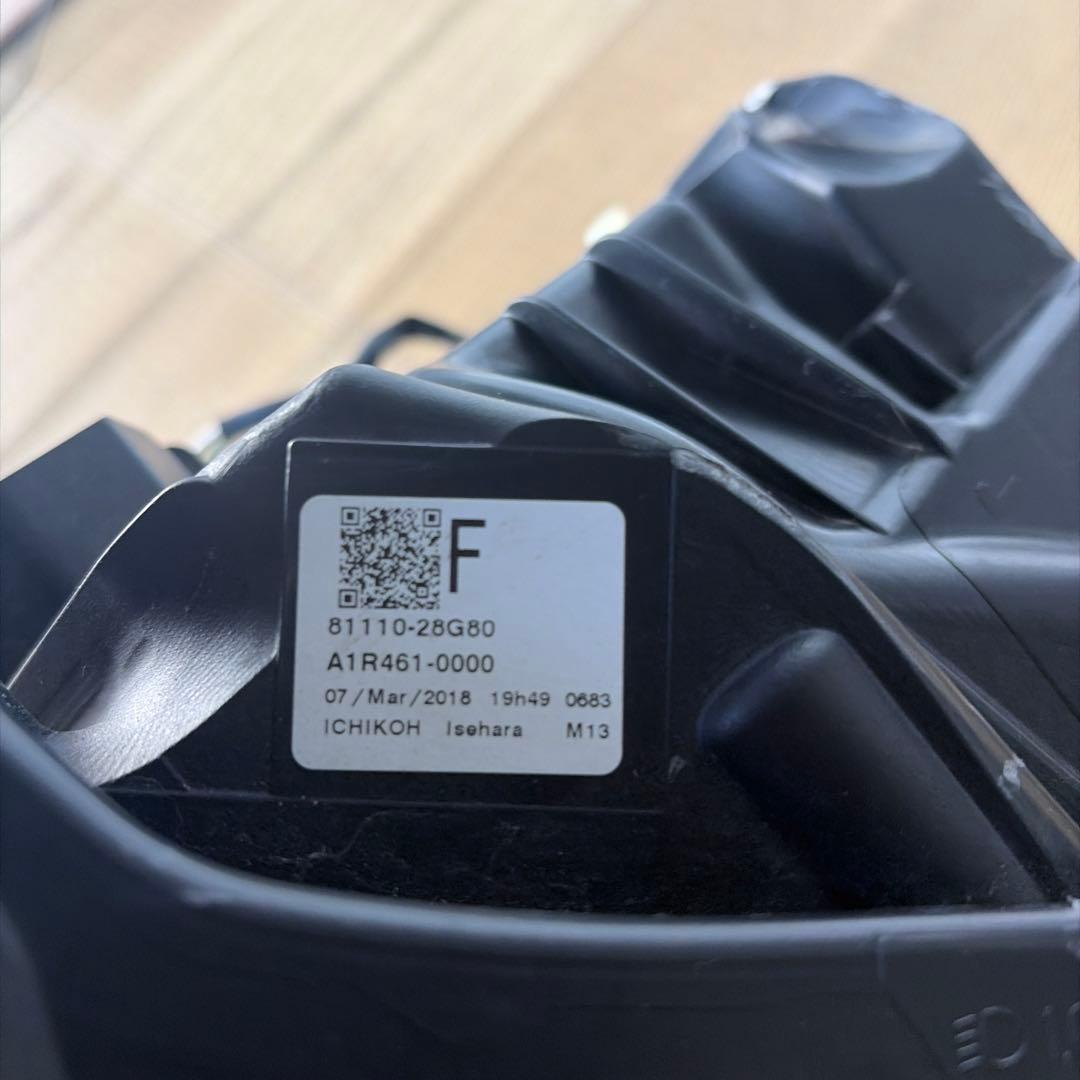 F
81110-28G80
A1R461-0000
07/Mar/2018 19h49 0683
ICHIKOH Isehara M13